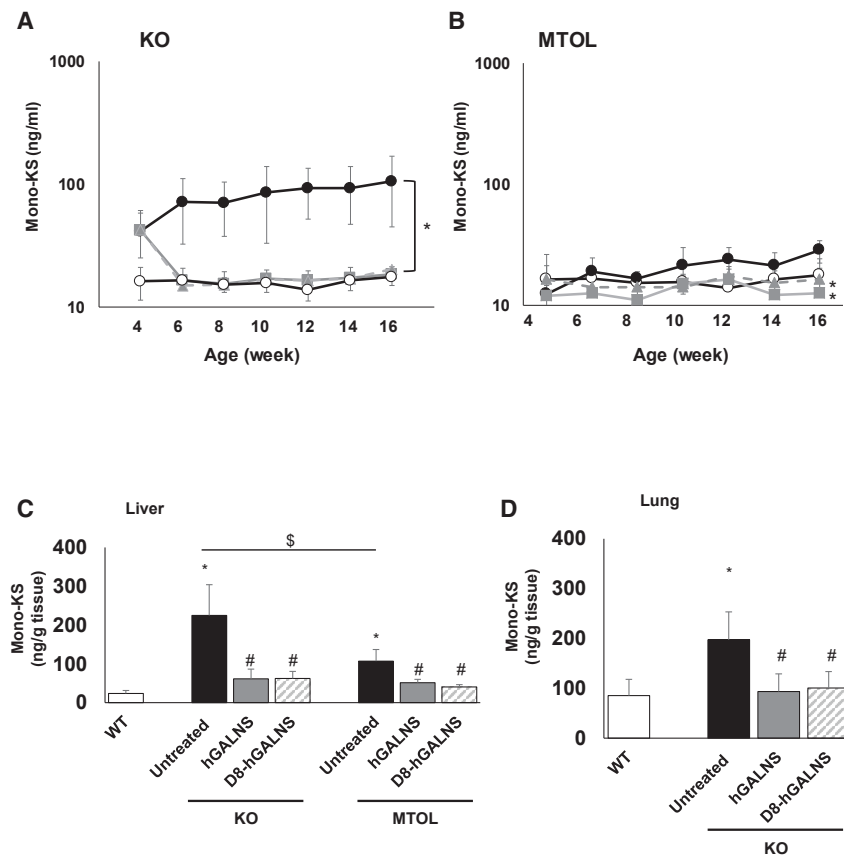 A
KO
1000
100
10
Mono-KS (ng/ml)
*
4 6 8 10 12 14 16
Age (week)
B
MTOL
1000
100
10
Mono-KS (ng/ml)
*
*
4 6 8 10 12 14 16
Age (week)
C
Liver
400
300
200
100
0
Mono-KS
(ng/g tissue)
$
*
# #
*
# #
WT
Untreated
hGALNS
D8-hGALNS
Untreated
hGALNS
D8-hGALNS
KO
MTOL
D
Lung
400
300
200
100
0
Mono-KS
(ng/g tissue)
*
# #
WT
Untreated
hGALNS
D8-hGALNS
KO